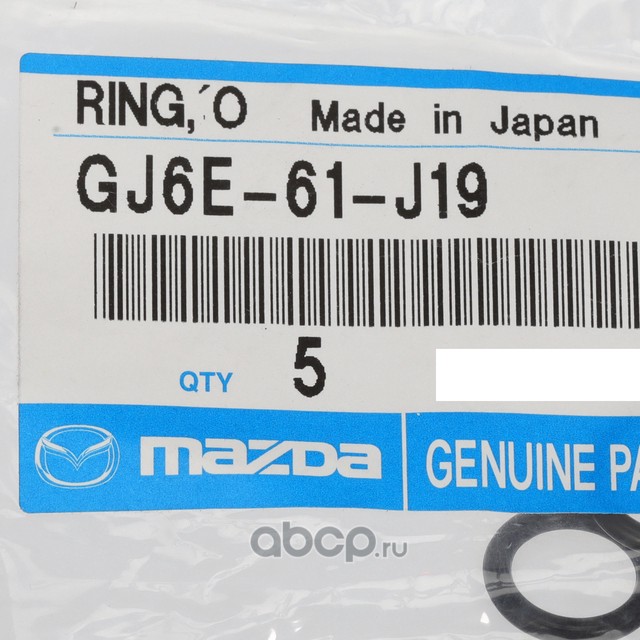 RING,´O Made in Japan
GJ6E-61-J19
QTY 5
mazda GENUINE PA
abcp.ru